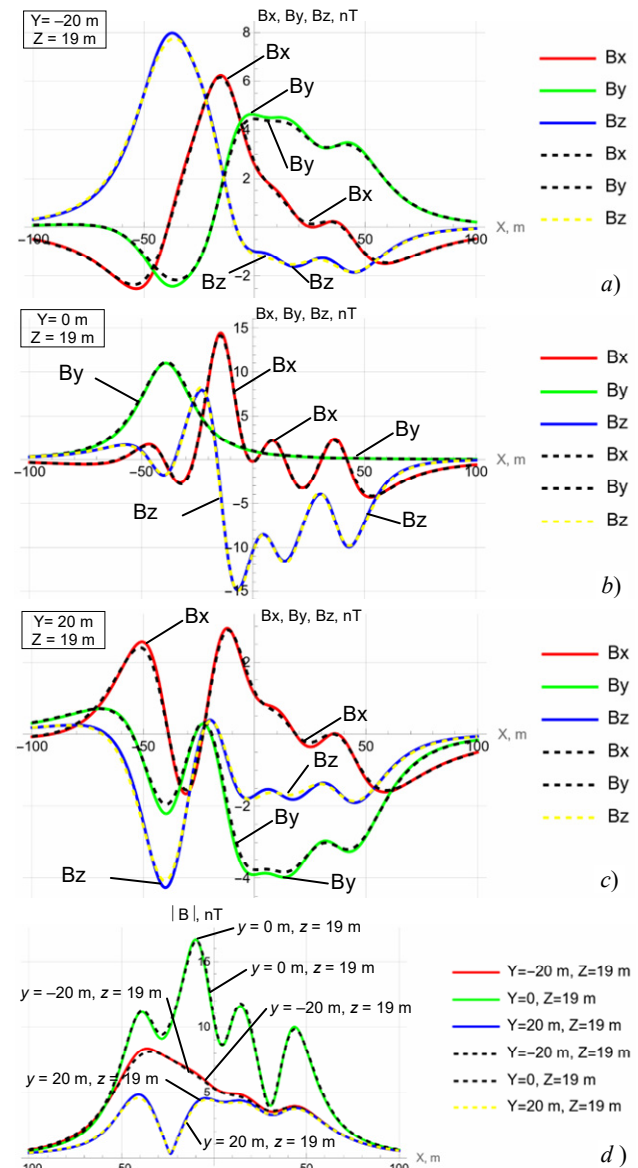 Bx, By, Bz, nT
Y= –20 m
Z = 19 m
8
6
4
2
−2
−100
−50
50
100
X, m
Bx
By
By
Bx
Bz
Bz
Bx
By
Bz
Bx
By
Bz
a)
Bx, By, Bz, nT
Y= 0 m
Z = 19 m
15
10
5
−5
−10
−15
−100
−50
50
100
X, m
By
Bx
Bx
By
Bz
Bz
Bx
By
Bz
Bx
By
Bz
b)
Bx, By, Bz, nT
Y= 20 m
Z = 19 m
2
−2
−4
−100
−50
50
100
X, m
Bx
Bx
Bz
By
Bz
By
Bx
By
Bz
Bx
By
Bz
c)
|B|, nT
y = 0 m, z = 19 m
y = 0 m, z = 19 m
y = –20 m, z = 19 m
y = –20 m, z = 19 m
y = 20 m, z = 19 m
y = 20 m, z = 19 m
15
10
5
−100
−50
50
100
X, m
Y=−20 m, Z=19 m
Y=0, Z=19 m
Y=20 m, Z=19 m
Y=−20 m, Z=19 m
Y=0, Z=19 m
Y=20 m, Z=19 m
d )